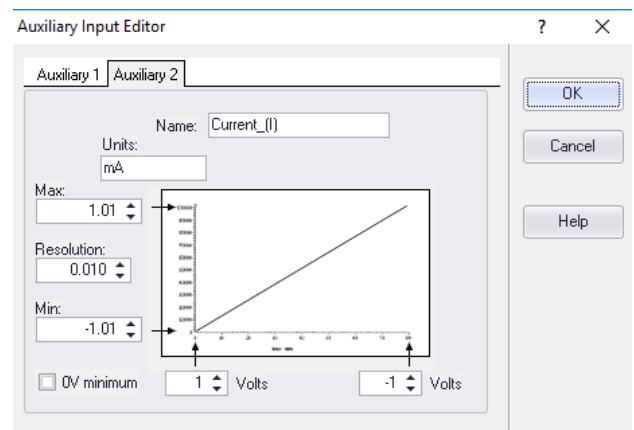 Auxiliary Input Editor
?
Auxiliary 1 Auxiliary 2
OK
Name: Current_(I)
Cancel
Units:
mA
Max:
1.01
Help
Resolution:
0.010
Min:
-1.01
0V minimum
1 Volts
-1 Volts